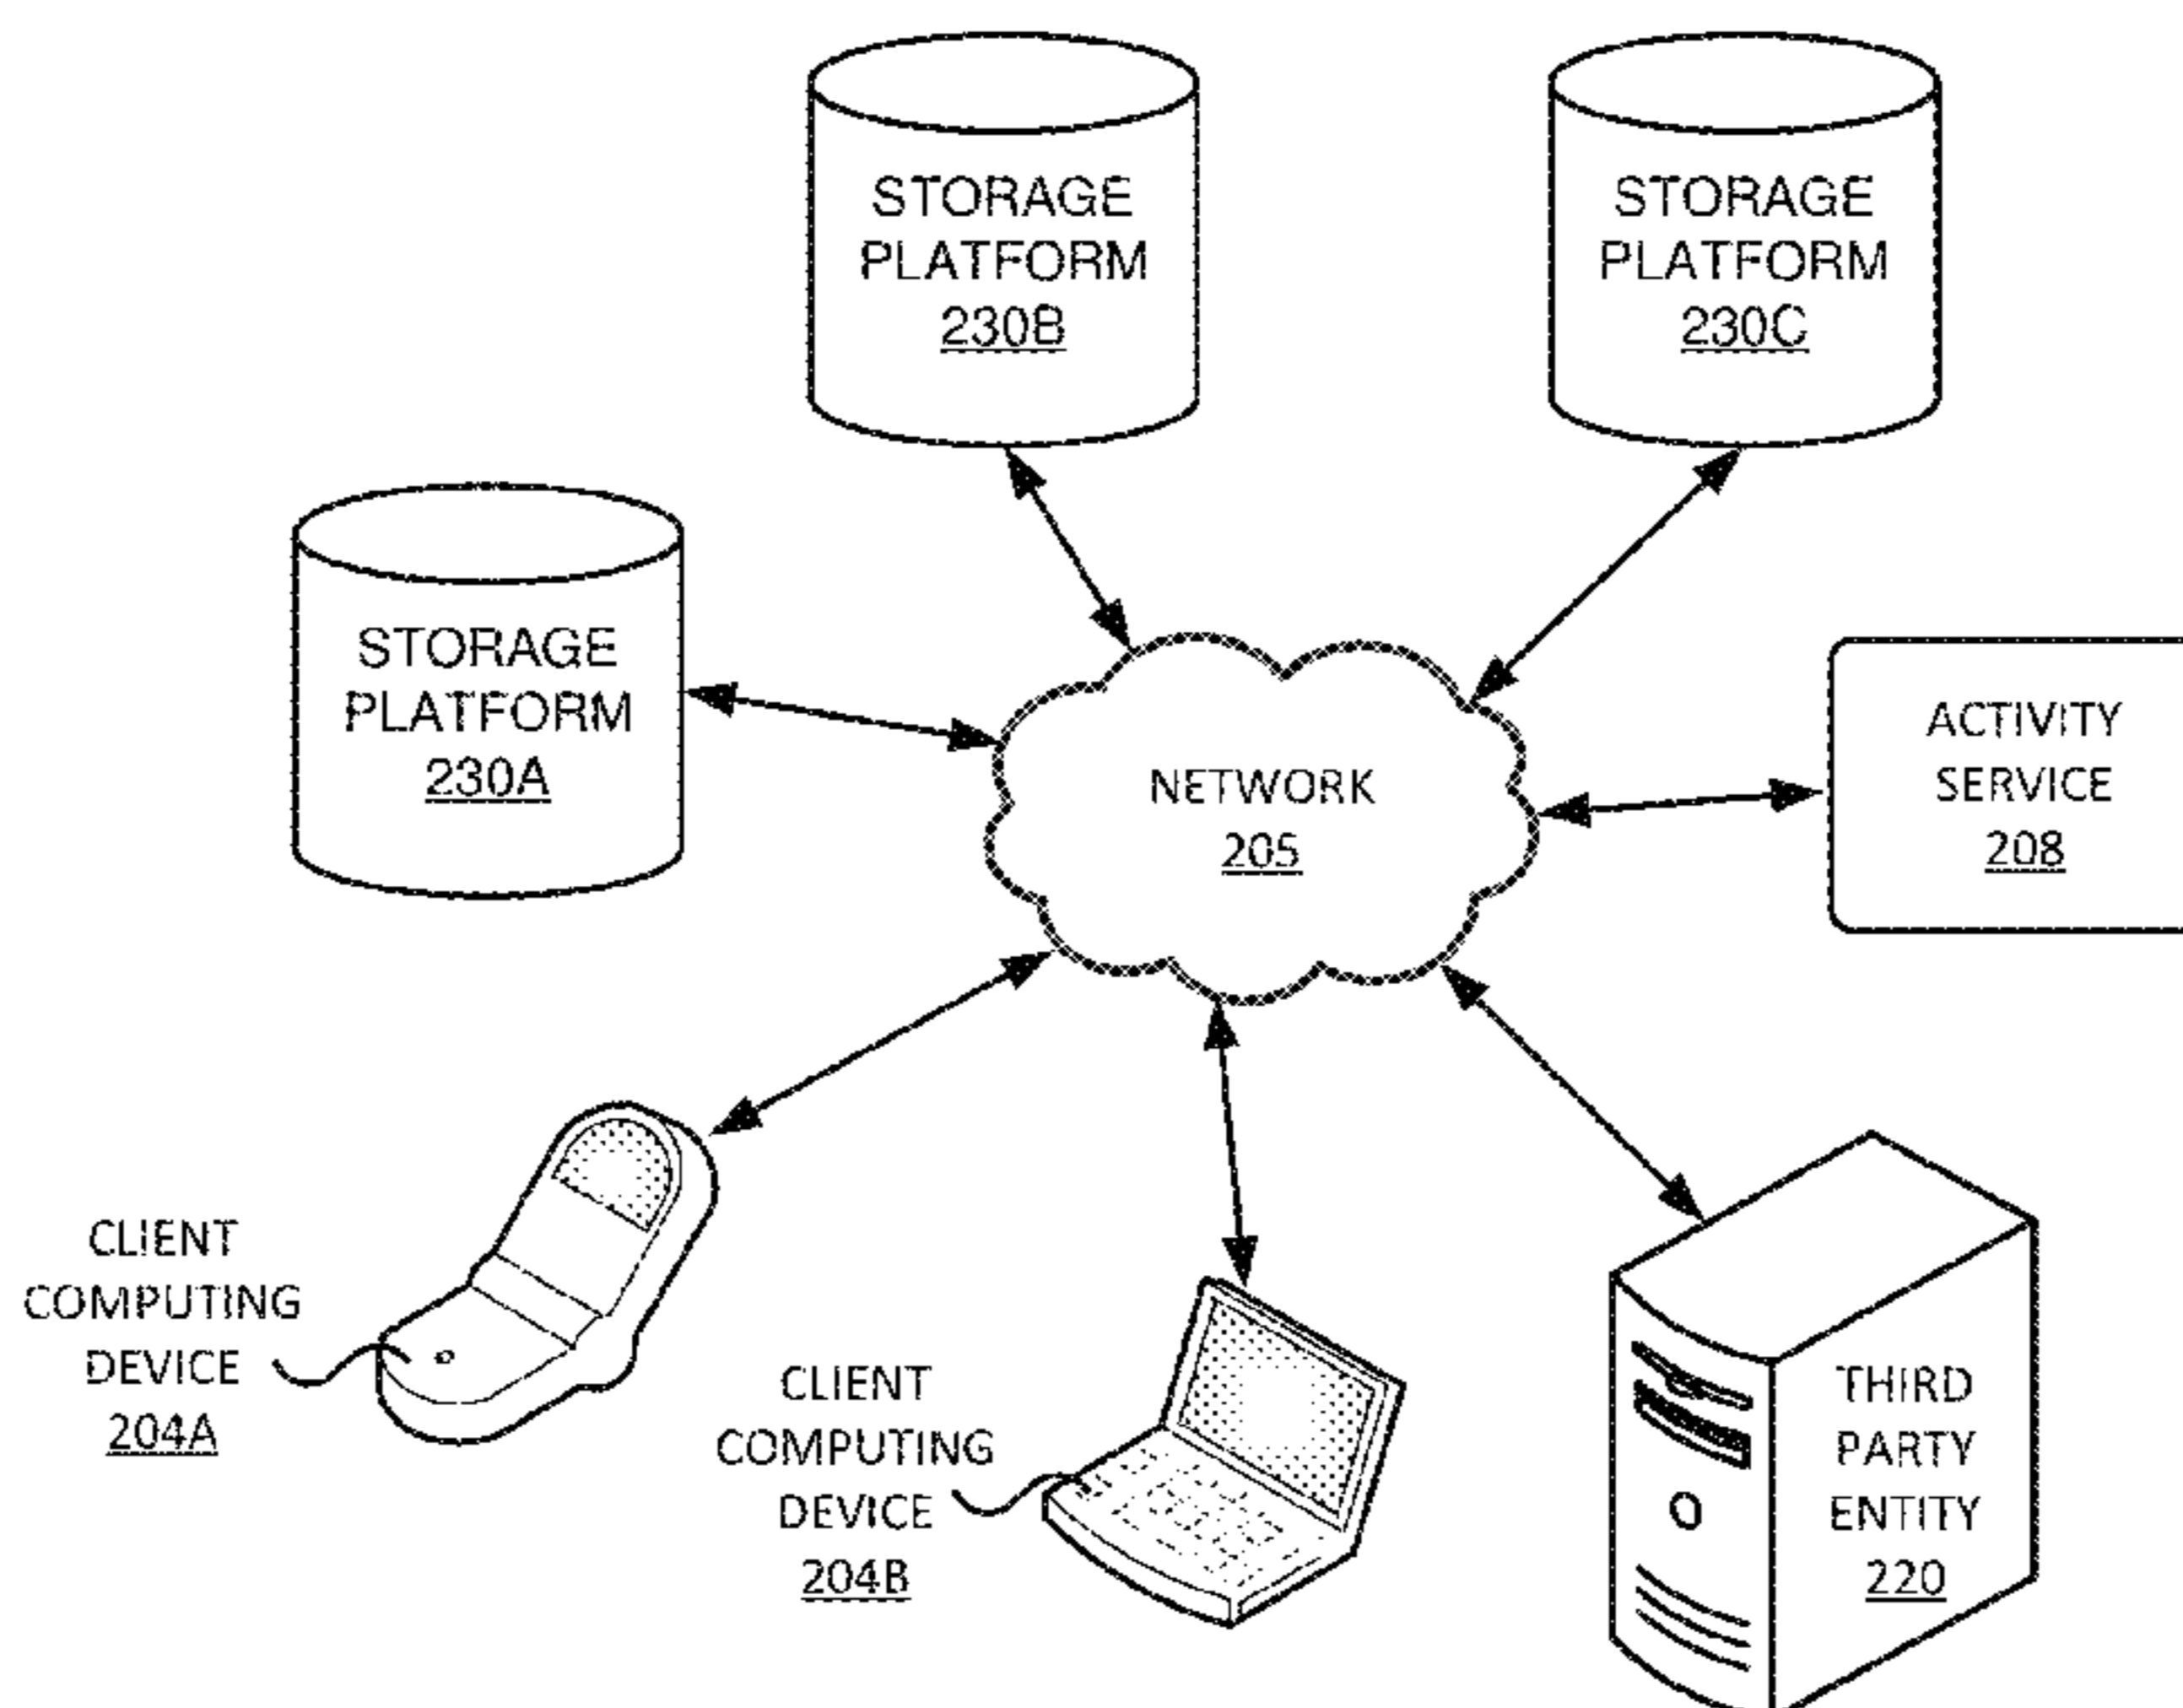 STORAGE
PLATFORM
230B
STORAGE
PLATFORM
230C
STORAGE
PLATFORM
230A
NETWORK
205
ACTIVITY
SERVICE
208
CLIENT
COMPUTING
DEVICE
204A
CLIENT
COMPUTING
DEVICE
204B
THIRD
PARTY
ENTITY
220